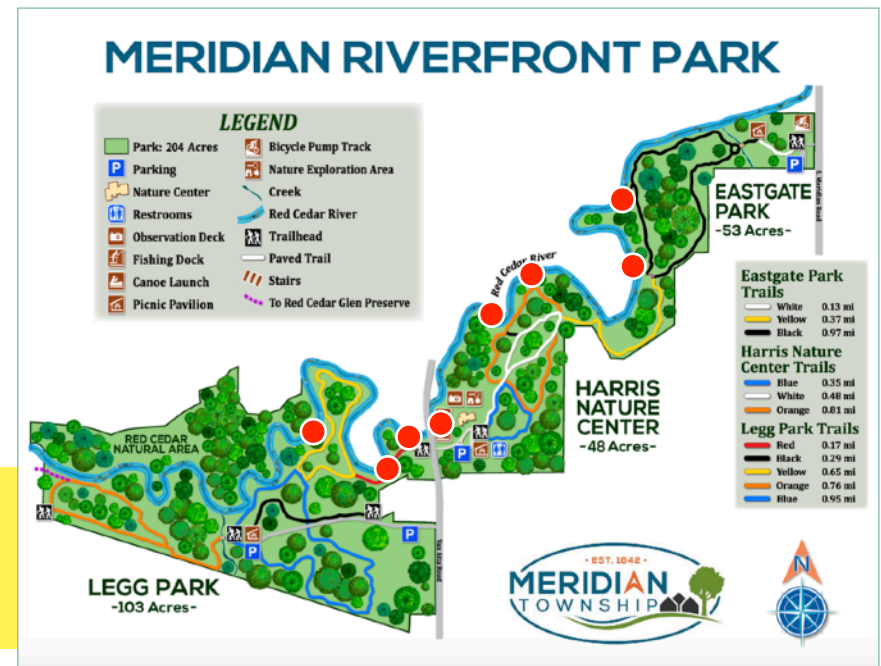 MERIDIAN RIVERFRONT PARK
LEGEND
Park: 204 Acres
P Parking
Nature Center
Restrooms
Observation Deck
Fishing Dock
Canoe Launch
Picnic Pavilion
Bicycle Pump Track
Nature Exploration Area
Creek
Red Cedar River
Trailhead
Paved Trail
Stairs
To Red Cedar Glen Preserve
P
S. Meridian Road
EASTGATE
PARK
-53 Acres-
Red Cedar River
Eastgate Park
Trails
White 0.13 mi
Yellow 0.37 mi
Black 0.97 mi
Harris Nature
Center Trails
Blue 0.35 mi
White 0.48 mi
Orange 0.81 mi
Legg Park Trails
Red 0.17 mi
Black 0.29 mi
Yellow 0.65 mi
Orange 0.76 mi
Blue 0.95 mi
HARRIS
NATURE
CENTER
-48 Acres-
RED CEDAR
NATURAL AREA
P
P
P
Van Atta Road
LEGG PARK
-103 Acres-
· EST. 1842 ·
MERIDIAN
TOWNSHIP
N